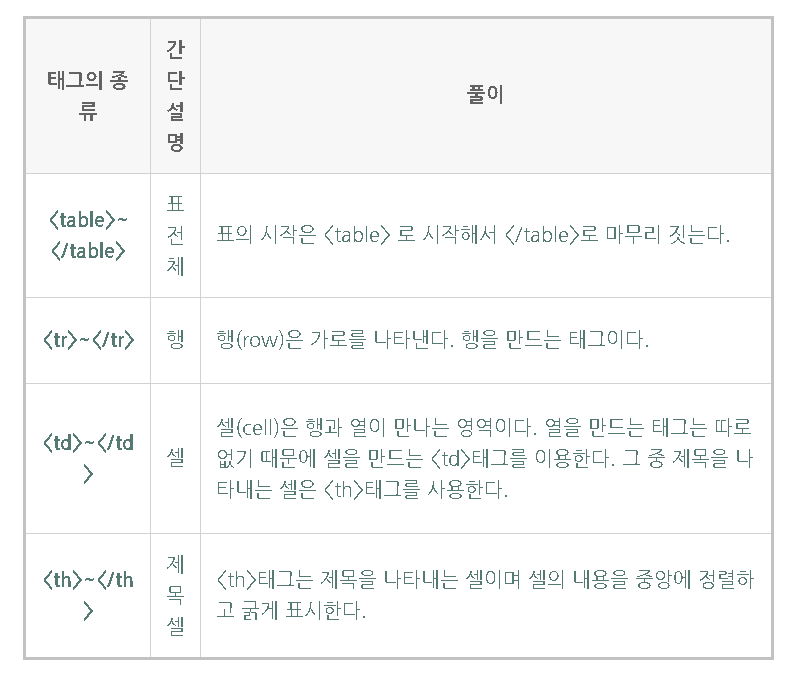 태그의 종
류
간
단
설
명
풀이
<table>~
</table>
표
전
체
표의 시작은 <table> 로 시작해서 </table>로 마무리 짓는다.
<tr>~</tr>
행
행(row)은 가로를 나타낸다. 행을 만드는 태그이다.
<td>~</td
>
셀
셀(cell)은 행과 열이 만나는 영역이다. 열을 만드는 태그는 따로
없기 때문에 셀을 만드는 <td>태그를 이용한다. 그 중 제목을 나
타내는 셀은 <th>태그를 사용한다.
<th>~</th
>
제
목
셀
<th>태그는 제목을 나타내는 셀이며 셀의 내용을 중앙에 정렬하
고 굵게 표시한다.